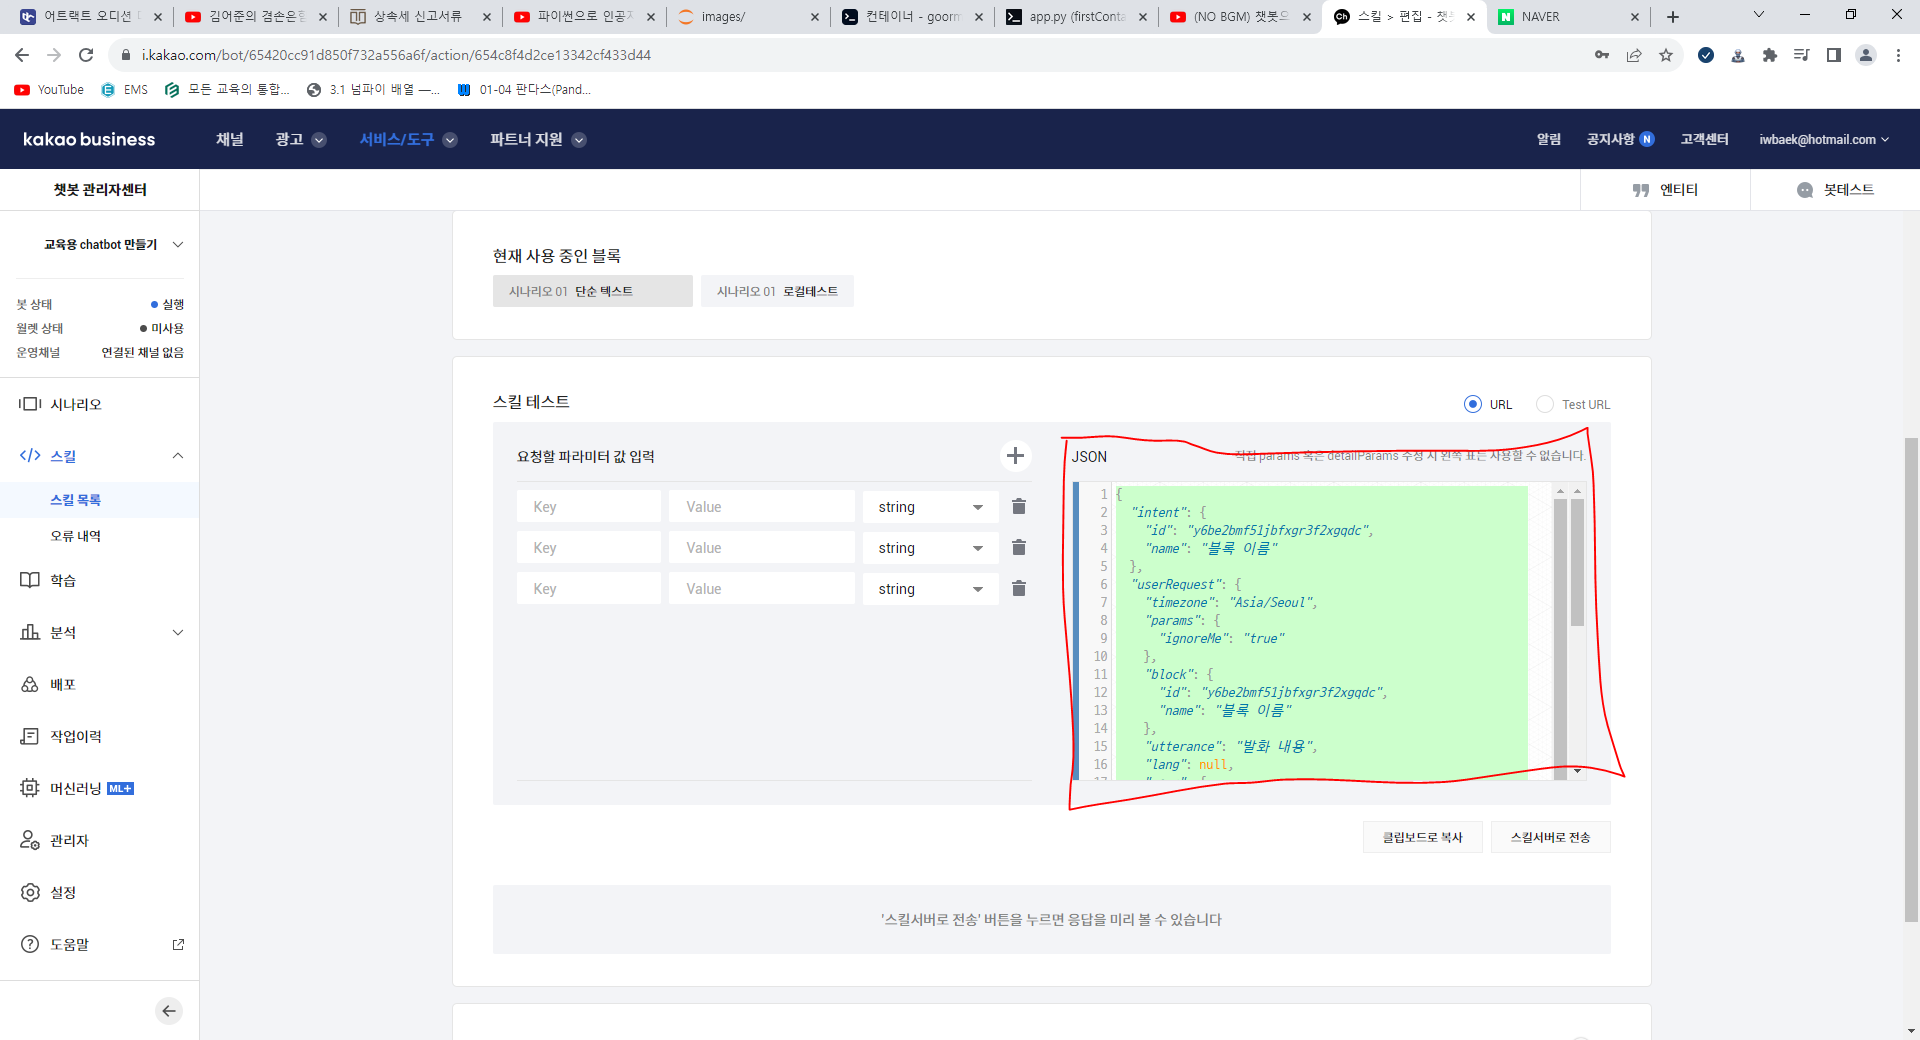 어트랙트 오디션
김어준의 겸손은힘
상속세 신고서류
파이썬으로 인공지
images/
컨테이너 - goorm
app.py (firstConta
(NO BGM) 챗봇으
스킬 > 편집 - 챗봇
NAVER
i.kakao.com/bot/65420cc91d850f732a556a6f/action/654c8f4d2ce13342cf433d44
YouTube
EMS
모든 교육의 통합...
3.1 넘파이 배열 —...
01-04 판다스(Pand...
kakao business
채널
광고
서비스/도구
파트너 지원
알림
공지사항 N
고객센터
iwbaek@hotmail.com
챗봇 관리자센터
엔티티
봇테스트
교육용 chatbot 만들기
봇 상태 실행
월렛 상태 미사용
운영채널 연결된 채널 없음
시나리오
스킬
스킬 목록
오류 내역
학습
분석
배포
작업이력
머신러닝 ML+
관리자
설정
도움말
현재 사용 중인 블록
시나리오 01 단순 텍스트
시나리오 01 로컬테스트
스킬 테스트
URL
Test URL
요청할 파라미터 값 입력
Key Value string
Key Value string
Key Value string
JSON
직접 params 혹은 detailParams 수정 시 왼쪽 표는 사용할 수 없습니다.
1 {
2 "intent": {
3 "id": "y6be2bmf51jbfxgr3f2xgqdc",
4 "name": "블록 이름"
5 },
6 "userRequest": {
7 "timezone": "Asia/Seoul",
8 "params": {
9 "ignoreMe": "true"
10 },
11 "block": {
12 "id": "y6be2bmf51jbfxgr3f2xgqdc",
13 "name": "블록 이름"
14 },
15 "utterance": "발화 내용",
16 "lang": null,
클립보드로 복사
스킬서버로 전송
'스킬서버로 전송' 버튼을 누르면 응답을 미리 볼 수 있습니다